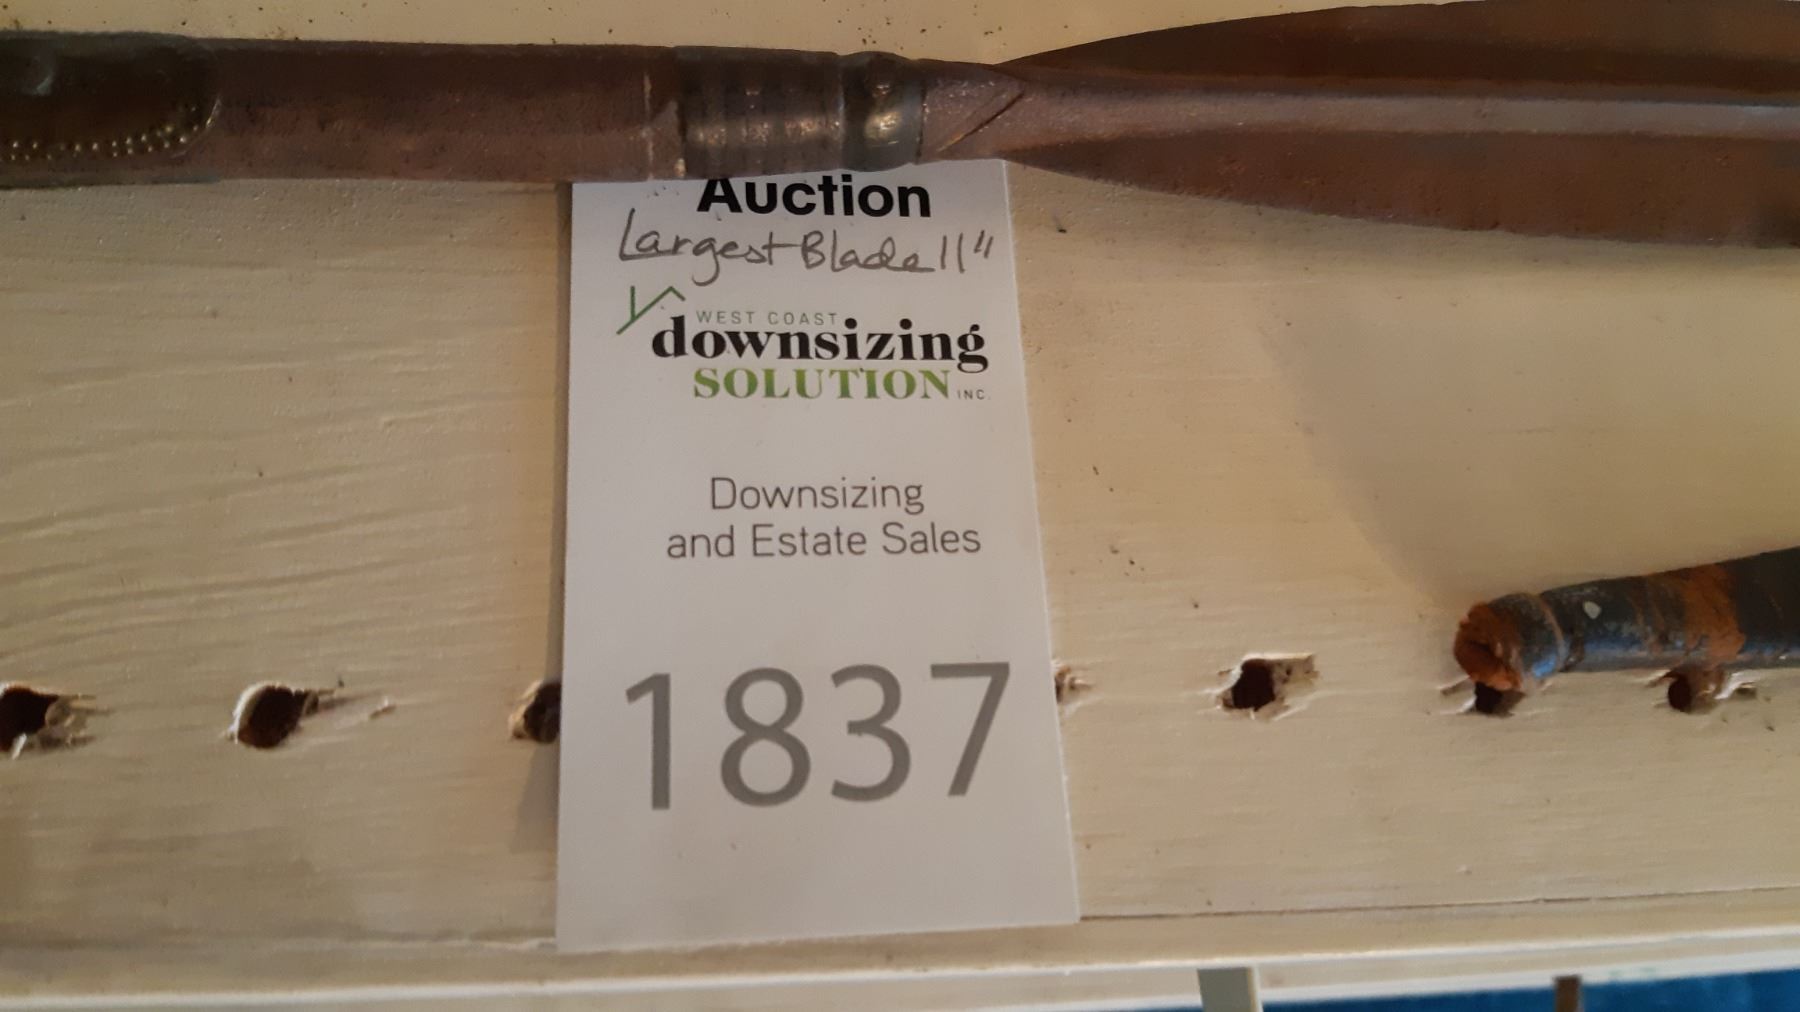 Auction
Largest Blade 11"
WEST COAST
downsizing
SOLUTION INC.
Downsizing
and Estate Sales
1837